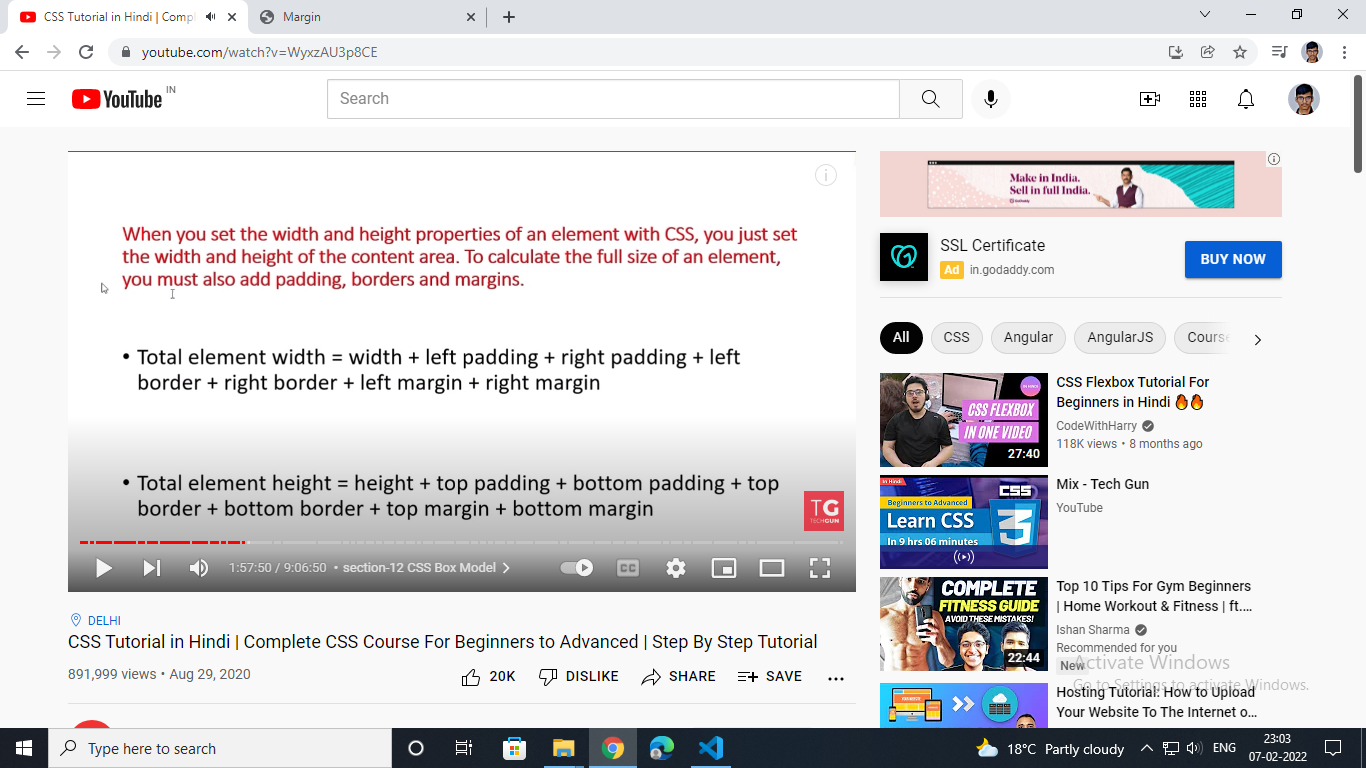 CSS Tutorial in Hindi | Compl
Margin
youtube.com/watch?v=WyxzAU3p8CE
YouTube IN
Search
When you set the width and height properties of an element with CSS, you just set
the width and height of the content area. To calculate the full size of an element,
you must also add padding, borders and margins.
• Total element width = width + left padding + right padding + left
border + right border + left margin + right margin
• Total element height = height + top padding + bottom padding + top
border + bottom border + top margin + bottom margin
TG
TECHGUN
1:57:50 / 9:06:50 • section-12 CSS Box Model
CC
DELHI
CSS Tutorial in Hindi | Complete CSS Course For Beginners to Advanced | Step By Step Tutorial
891,999 views • Aug 29, 2020
20K DISLIKE SHARE SAVE
Make in India.
Sell in full India.
GoDaddy
SSL Certificate
Ad in.godaddy.com
BUY NOW
All CSS Angular AngularJS Course
CSS FLEXBOX
IN ONE VIDEO
27:40
CSS Flexbox Tutorial For
Beginners in Hindi 🔥🔥
CodeWithHarry
118K views • 8 months ago
In Hindi
Beginners to Advanced
Learn CSS
In 9 hrs 06 minutes
CSS
3
Mix - Tech Gun
YouTube
COMPLETE
FITNESS GUIDE
AVOID THESE MISTAKES!
22:44
Top 10 Tips For Gym Beginners
| Home Workout & Fitness | ft....
Ishan Sharma
Recommended for you
New
Activate Windows
Go to Settings to activate Windows.
Hosting Tutorial: How to Upload
Your Website To The Internet o...
Type here to search
18°C Partly cloudy
ENG
23:03
07-02-2022